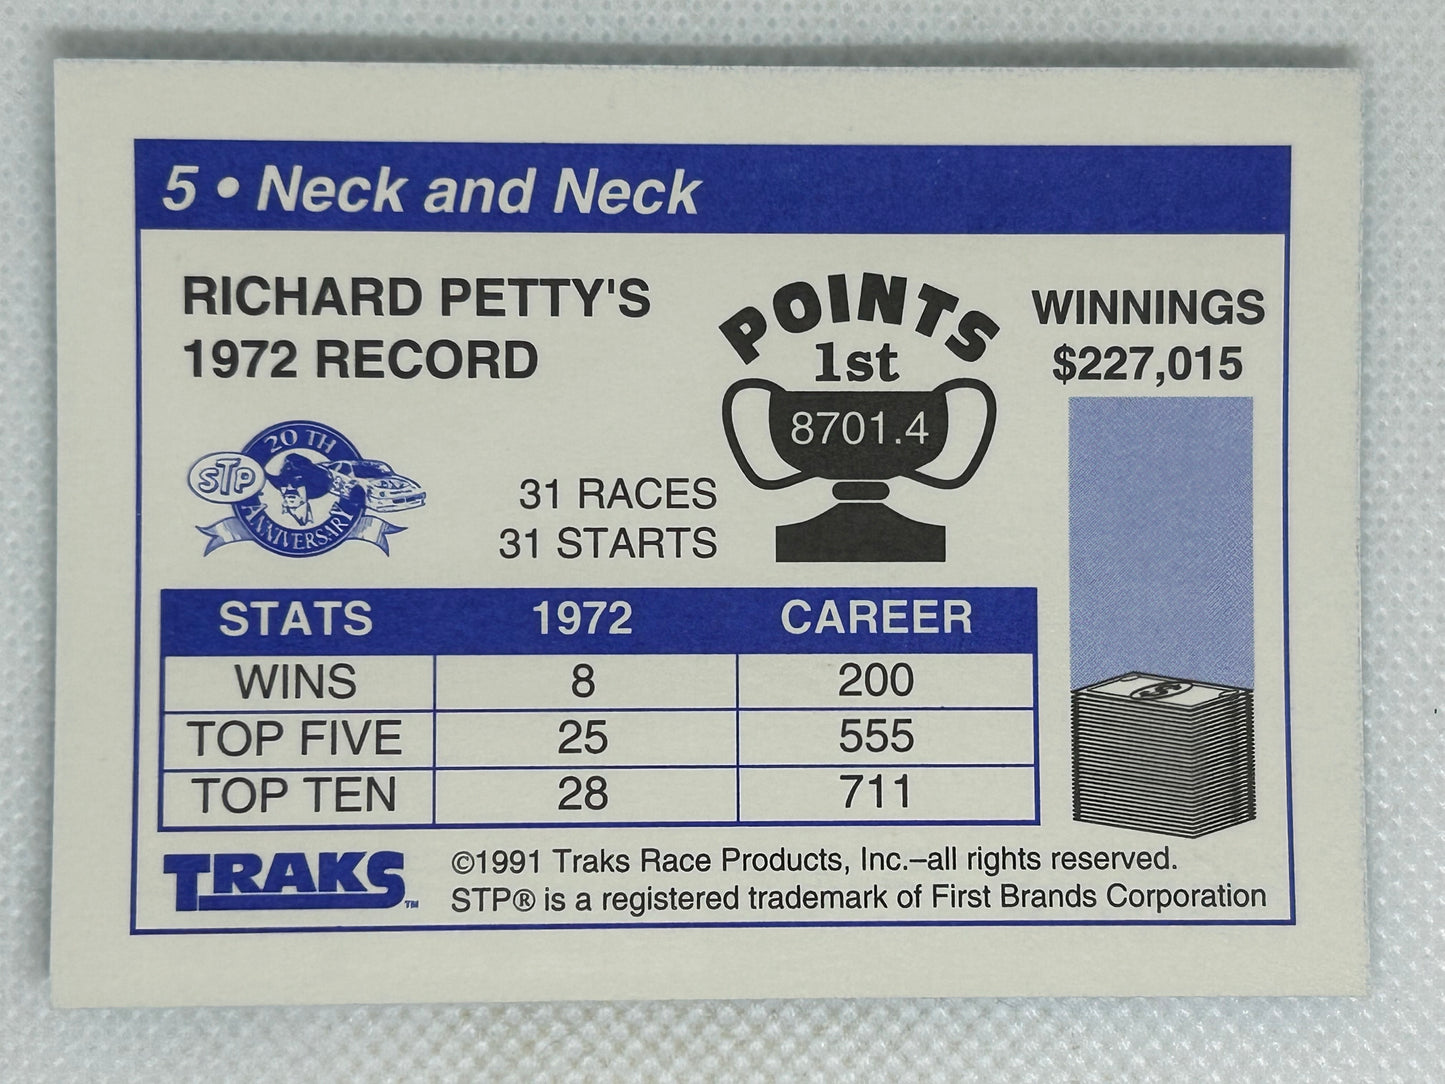 5 • Neck and Neck
RICHARD PETTY'S
1972 RECORD
POINTS
1st
8701.4
WINNINGS
$227,015
20TH
STP
ANNIVERSARY
31 RACES
31 STARTS
STATS 1972 CAREER
WINS 8 200
TOP FIVE 25 555
TOP TEN 28 711
TRAKS™
©1991 Traks Race Products, Inc.–all rights reserved.
STP® is a registered trademark of First Brands Corporation